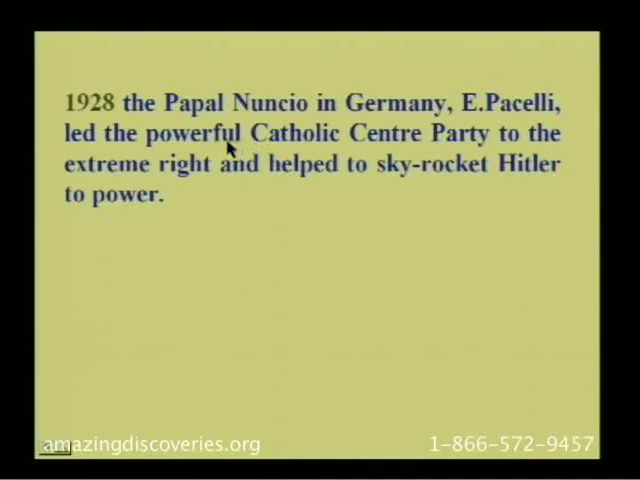 1928 the Papal Nuncio in Germany, E.Pacelli,
led the powerful Catholic Centre Party to the
extreme right and helped to sky-rocket Hitler
to power.
amazingdiscoveries.org 1-866-572-9457